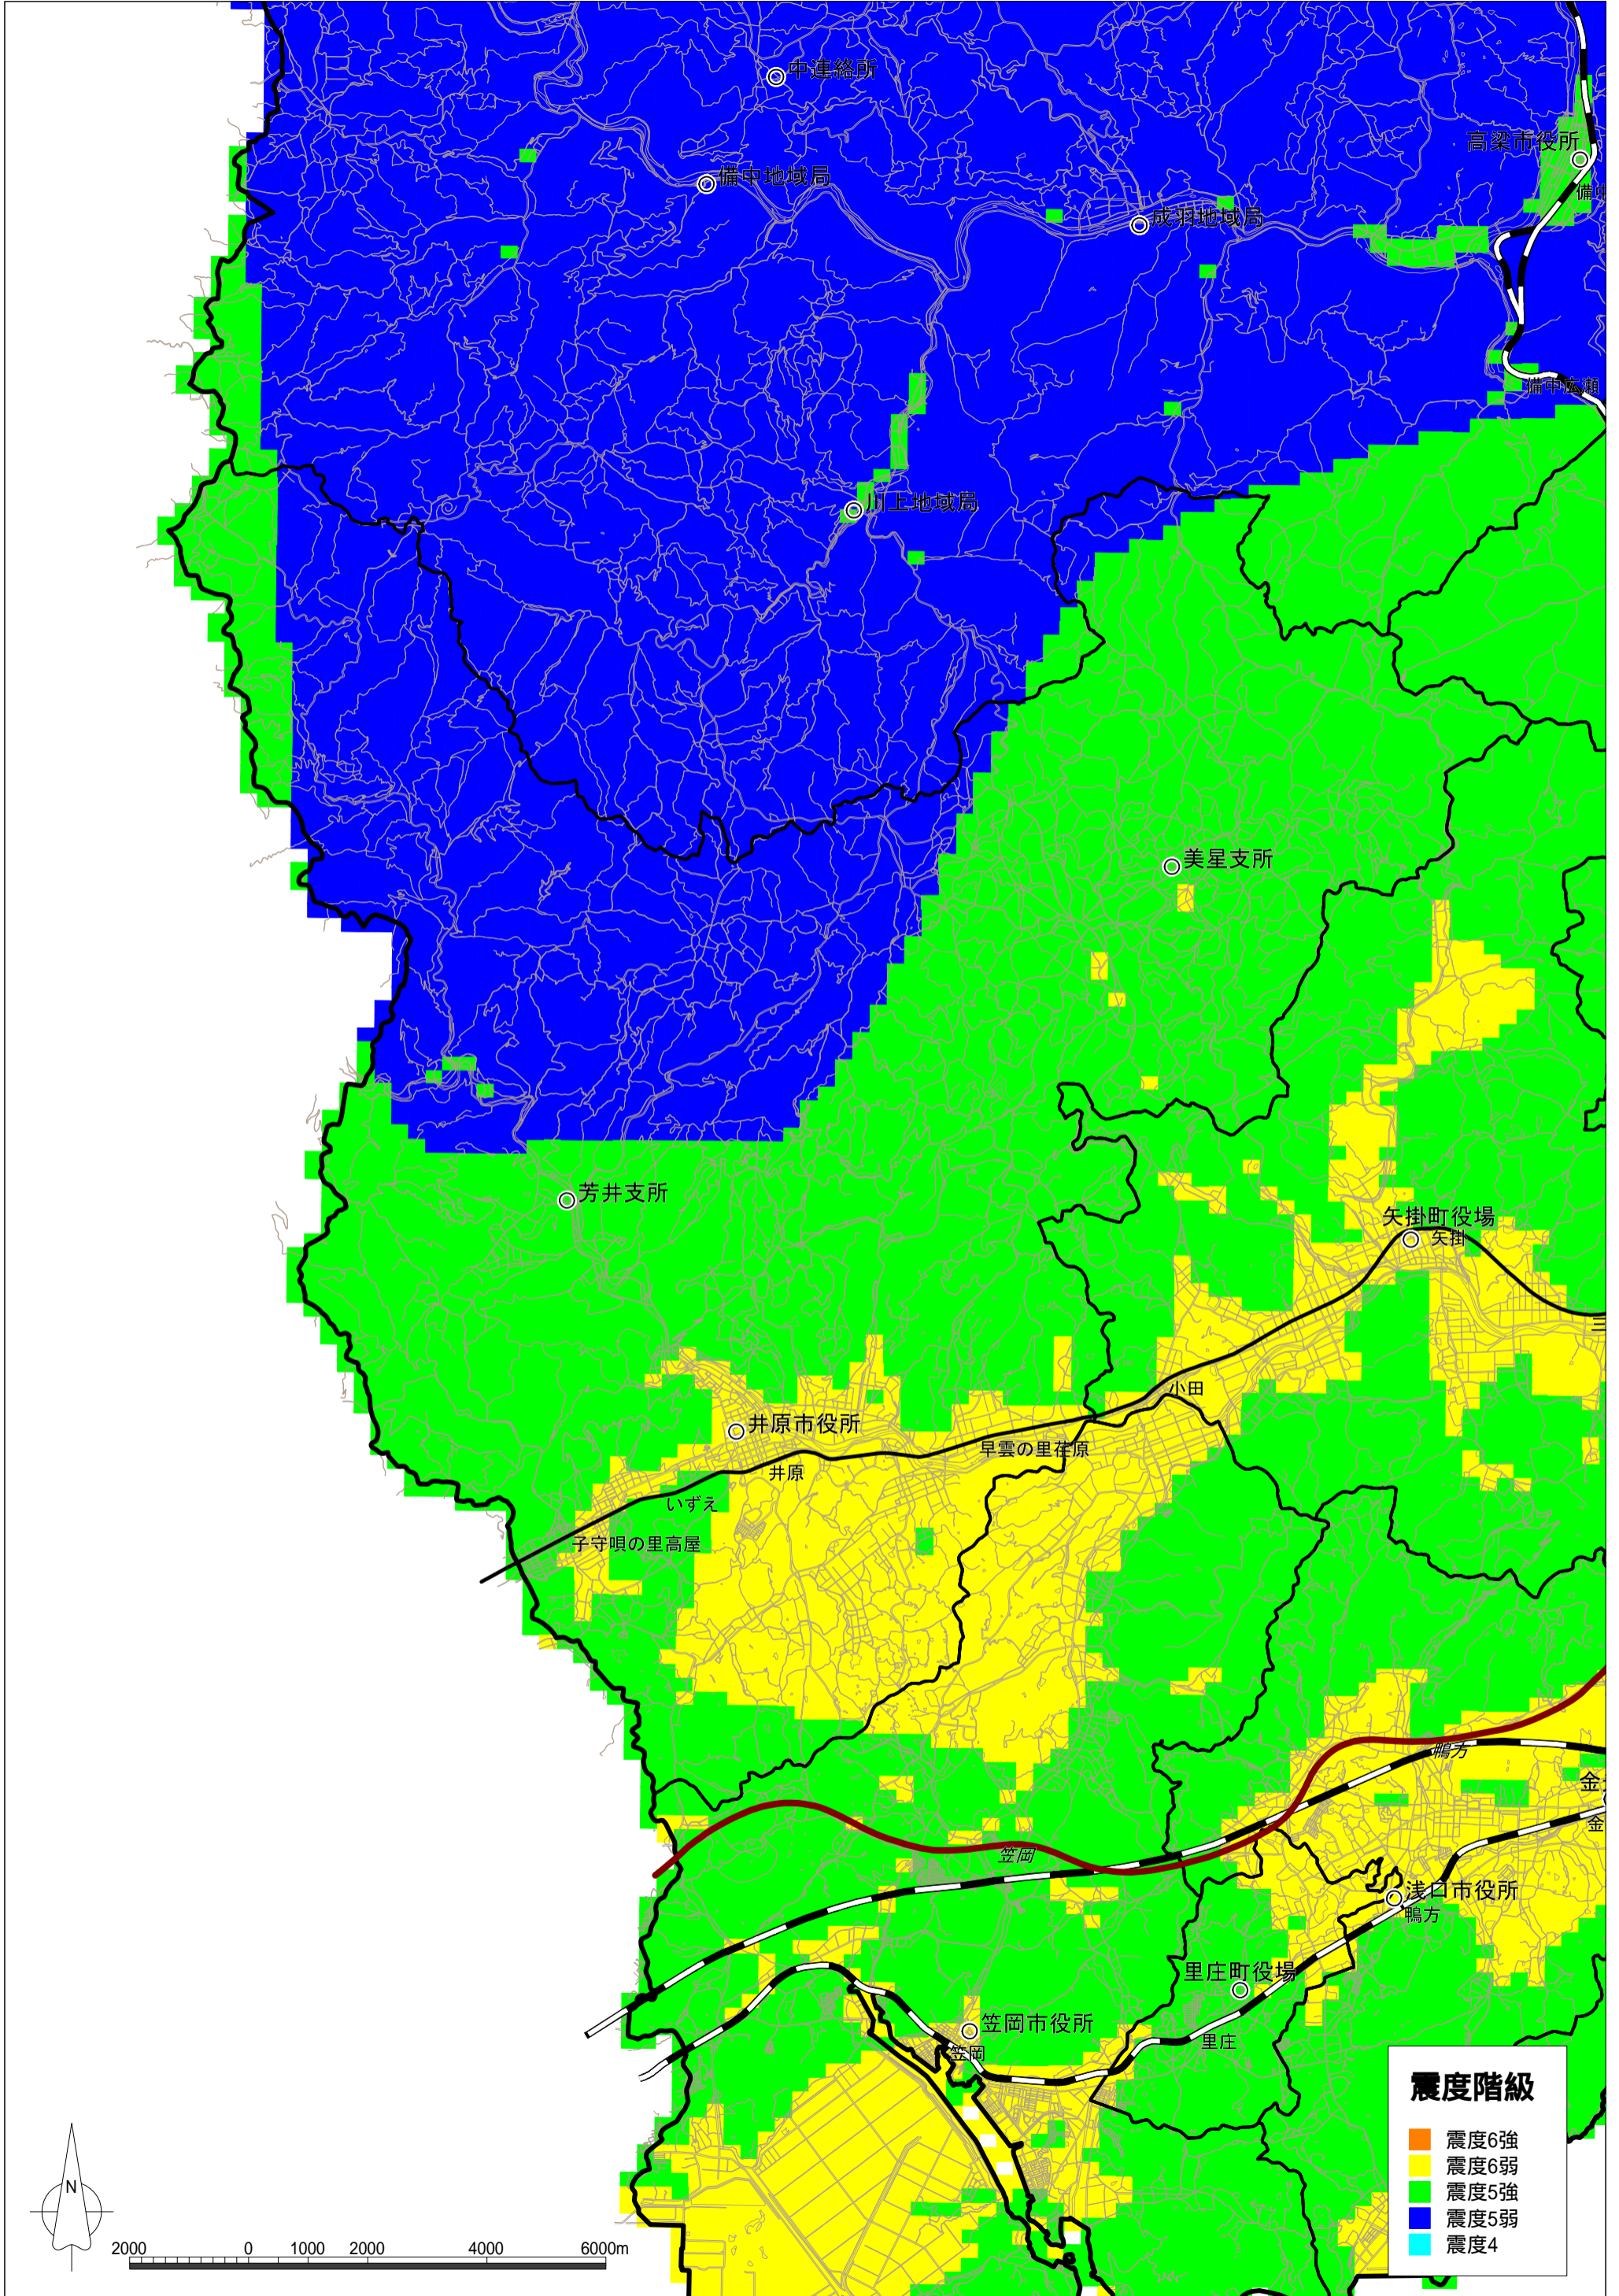 中連絡所
高梁市役所
備中地域局
備中
成羽地域局
備中広瀬
川上地域局
美星支所
芳井支所
矢掛町役場
矢掛
三
小田
井原市役所
早雲の里荏原
井原
いずえ
子守唄の里高屋
鴨方
金
金
笠岡
浅口市役所
鴨方
里庄町役場
笠岡市役所
里庄
笠岡
震度階級
震度6強
震度6弱
震度5強
震度5弱
震度4
N
2000 0 1000 2000 4000 6000m